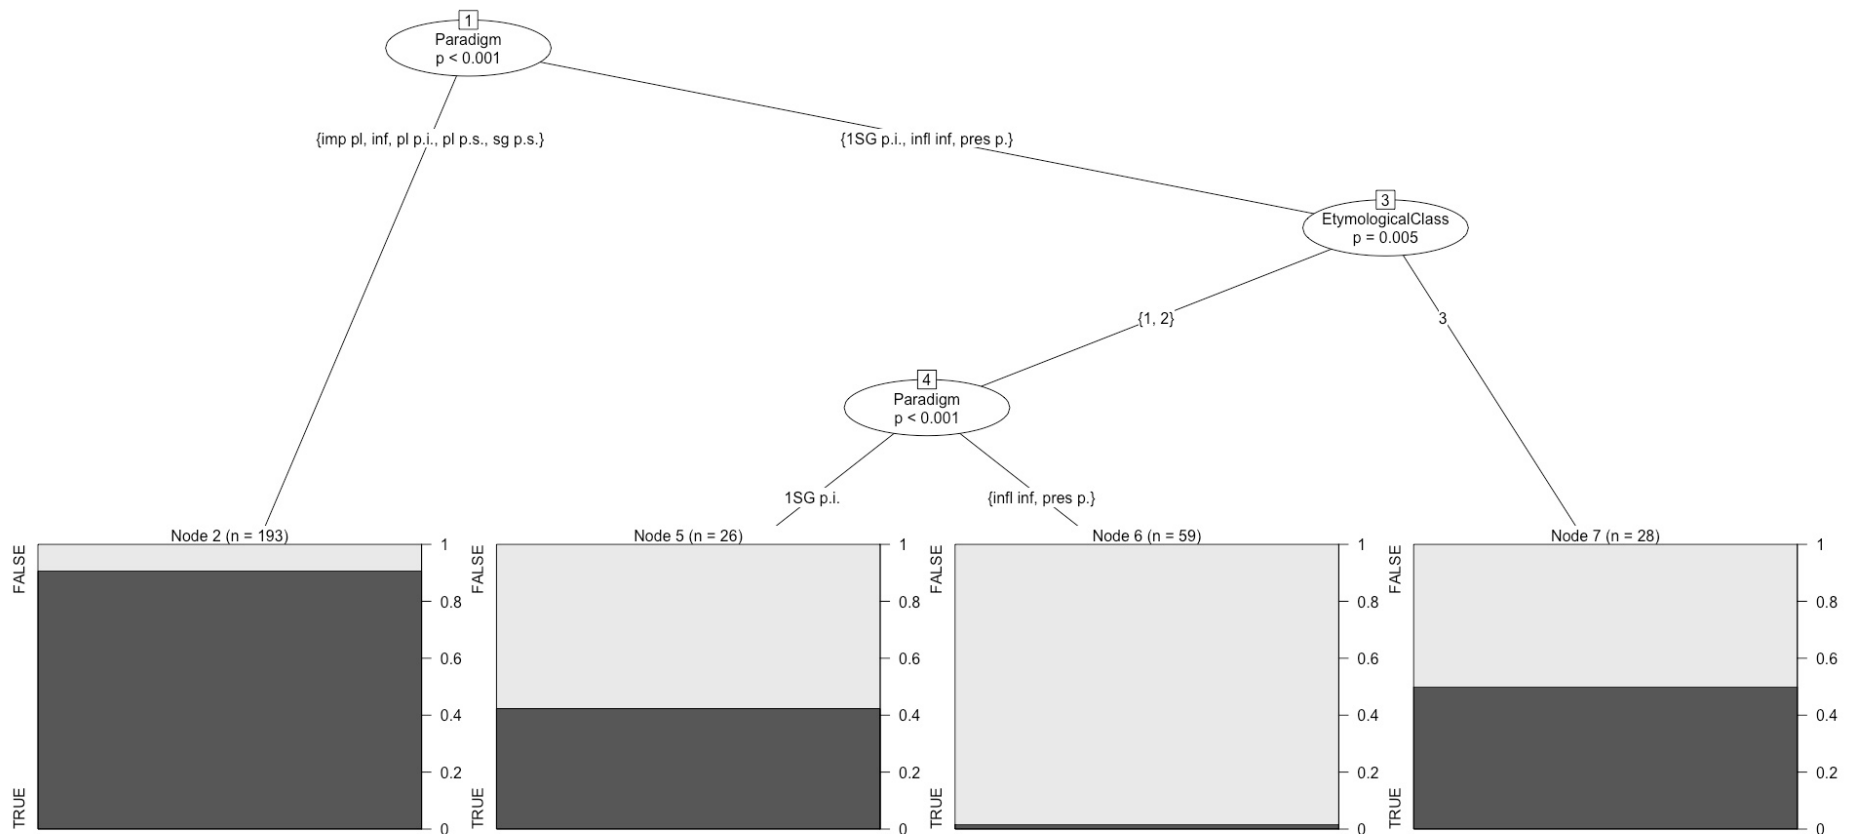 1
Paradigm
p < 0.001
{imp pl, inf, pl p.i., pl p.s., sg p.s.}
{1SG p.i., infl inf, pres p.}
3
EtymologicalClass
p = 0.005
{1, 2}
3
4
Paradigm
p < 0.001
1SG p.i.
{infl inf, pres p.}
Node 2 (n = 193)
FALSE
TRUE
1
0.8
0.6
0.4
0.2
0
Node 5 (n = 26)
FALSE
TRUE
1
0.8
0.6
0.4
0.2
0
Node 6 (n = 59)
FALSE
TRUE
1
0.8
0.6
0.4
0.2
0
Node 7 (n = 28)
FALSE
TRUE
1
0.8
0.6
0.4
0.2
0